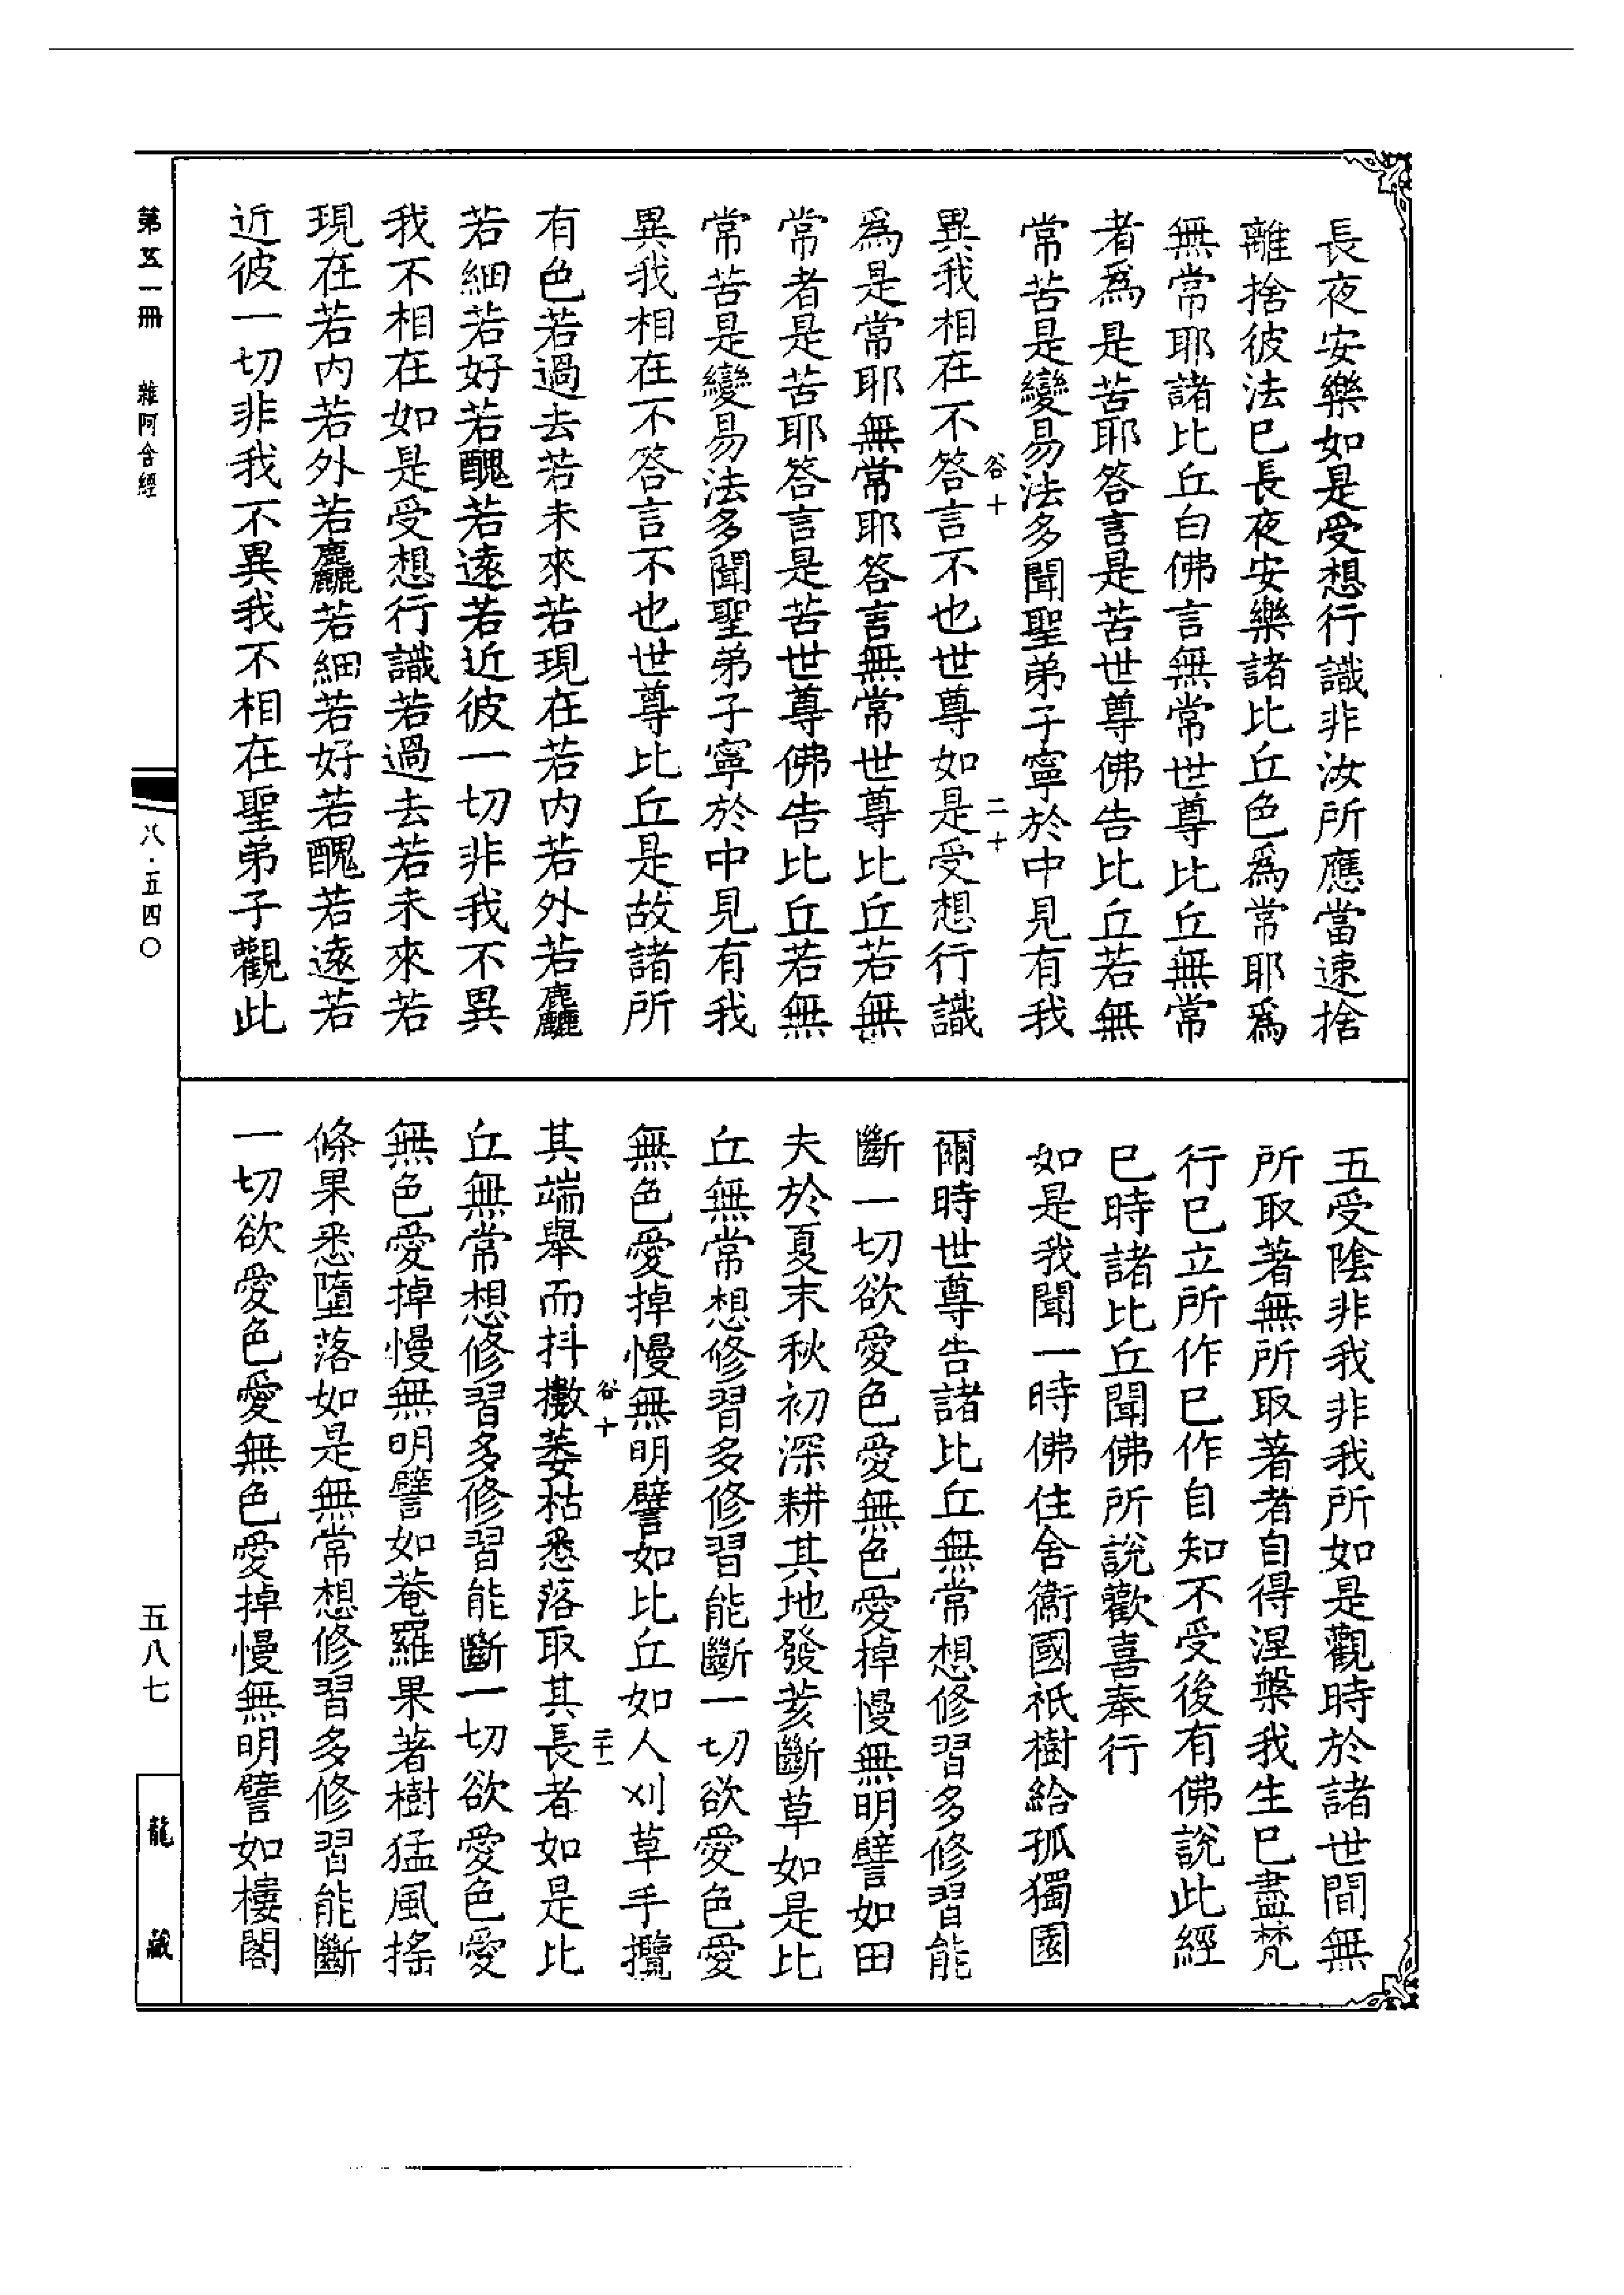 長夜安樂如是受想行識非汝所應當速捨
離捨彼法已長夜安樂諸比丘色爲常耶爲
無常耶諸比丘白佛言無常世尊比丘無常
者爲是苦耶答言是苦世尊佛告比丘若無
常苦是變易法多聞聖弟子寧於中見有我
谷十 二十
異我相在不答言不也世尊如是受想行識
爲是常耶無常耶答言無常世尊比丘若無
常者是苦耶答言是苦世尊佛告比丘若無
常苦是變易法多聞聖弟子寧於中見有我
異我相在不答言不也世尊比丘是故諸所
有色若過去若未來若現在若內若外若麤
若細若好若醜若遠若近彼一切非我不異
我不相在如是受想行識若過去若未來若
現在若內若外若麤若細若好若醜若遠若
近彼一切非我不異我不相在聖弟子觀此
五受陰非我非我所如是觀時於諸世間無
所取著無所取著者自得涅槃我生已盡梵
行已立所作已作自知不受後有佛說此經
已時諸比丘聞佛所說歡喜奉行
如是我聞一時佛住舍衞國祇樹給孤獨園
爾時世尊告諸比丘無常想修習多修習能
斷一切欲愛色愛無色愛掉慢無明譬如田
夫於夏末秋初深耕其地發荄斷草如是比
丘無常想修習多修習能斷一切欲愛色愛
無色愛掉慢無明譬如比丘如人刈草手攬
谷十 二十一
其端舉而抖擻萎枯悉落取其長者如是比
丘無常想修習多修習能斷一切欲愛色愛
無色愛掉慢無明譬如菴羅果著樹猛風搖
條果悉墮落如是無常想修習多修習能斷
一切欲愛色愛無色愛掉慢無明譬如樓閣
第五一冊 雜阿含經
八·五四〇
五八七
龍藏